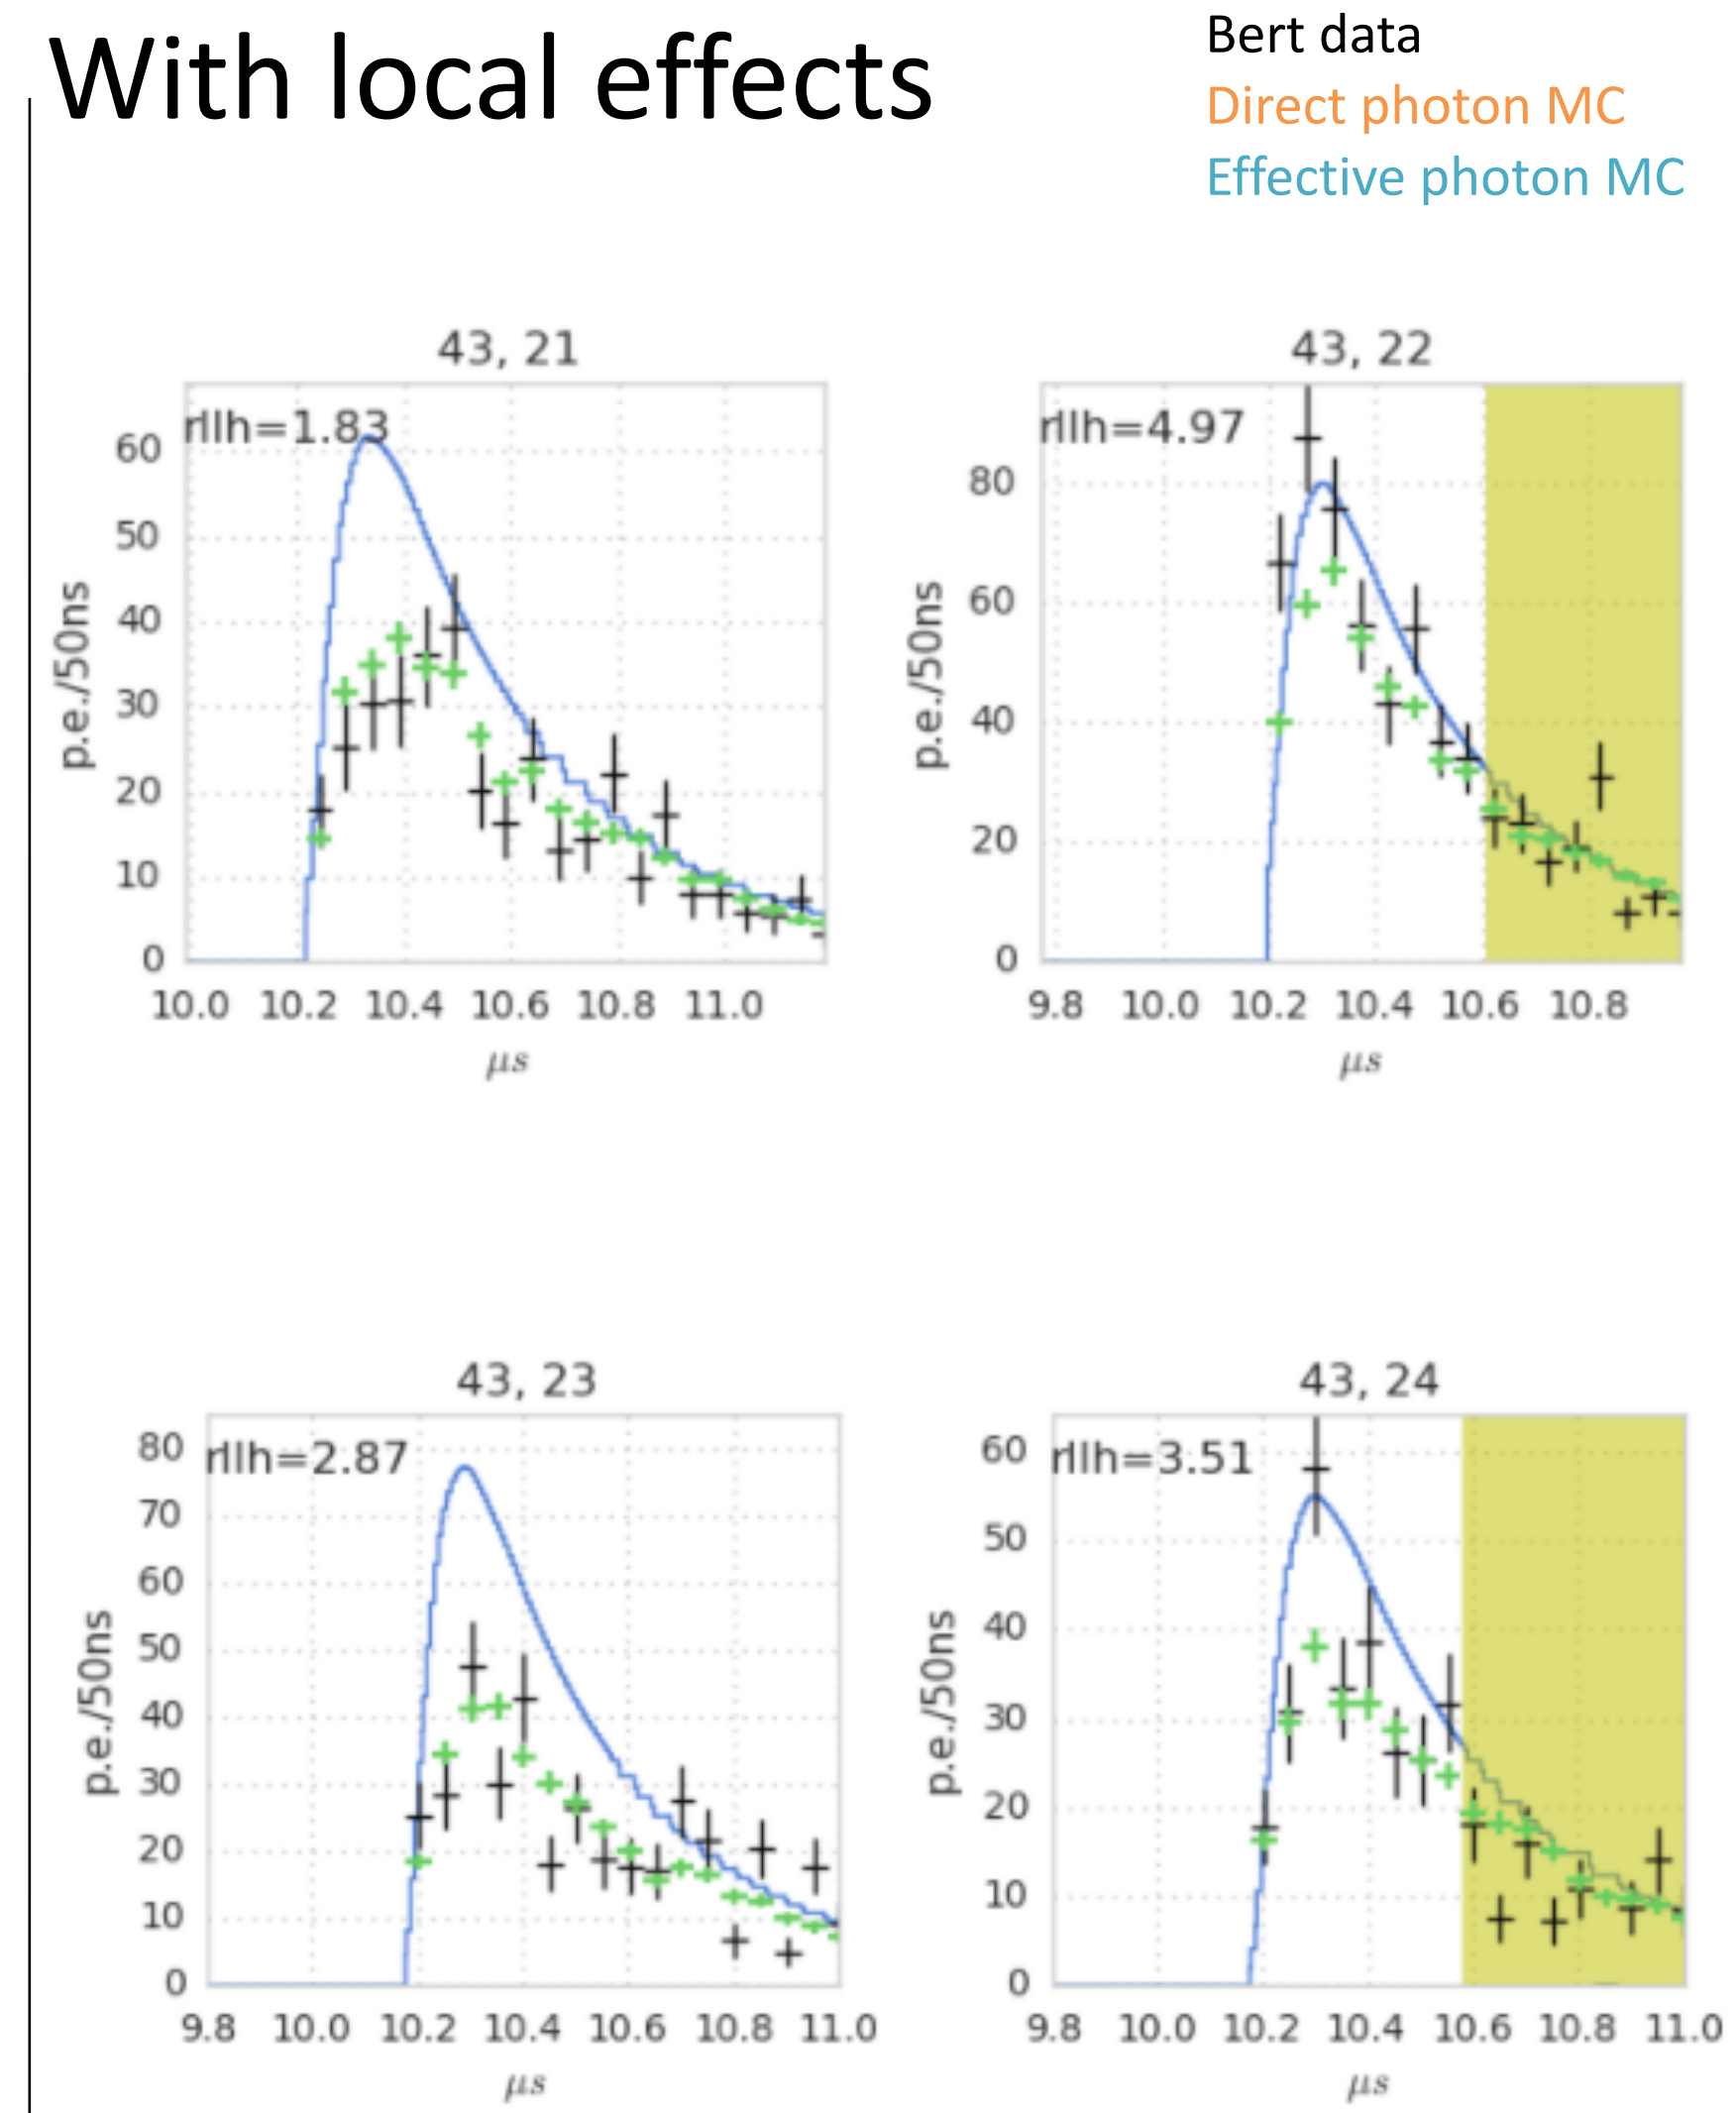 With local effects
Bert data
Direct photon MC
Effective photon MC
43, 21
rllh=1.83
60
50
40
30
20
10
0
p.e./50ns
10.0 10.2 10.4 10.6 10.8 11.0
μs
43, 22
rllh=4.97
80
60
40
20
0
p.e./50ns
9.8 10.0 10.2 10.4 10.6 10.8
μs
43, 23
rllh=2.87
80
70
60
50
40
30
20
10
0
p.e./50ns
9.8 10.0 10.2 10.4 10.6 10.8 11.0
μs
43, 24
rllh=3.51
60
50
40
30
20
10
0
p.e./50ns
9.8 10.0 10.2 10.4 10.6 10.8 11.0
μs